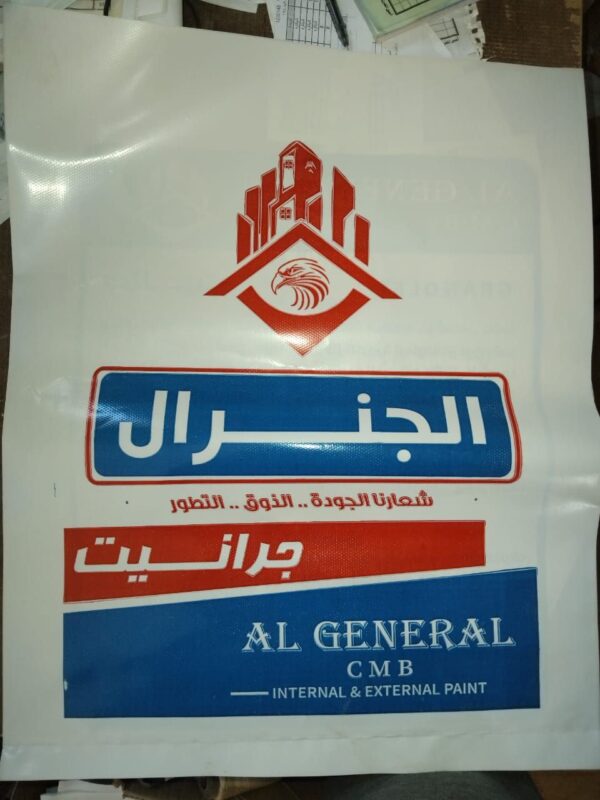 الجنرال
شعارنا الجودة .. الذوق .. التطور
جرانيت
AL GENERAL
CMB
INTERNAL & EXTERNAL PAINT